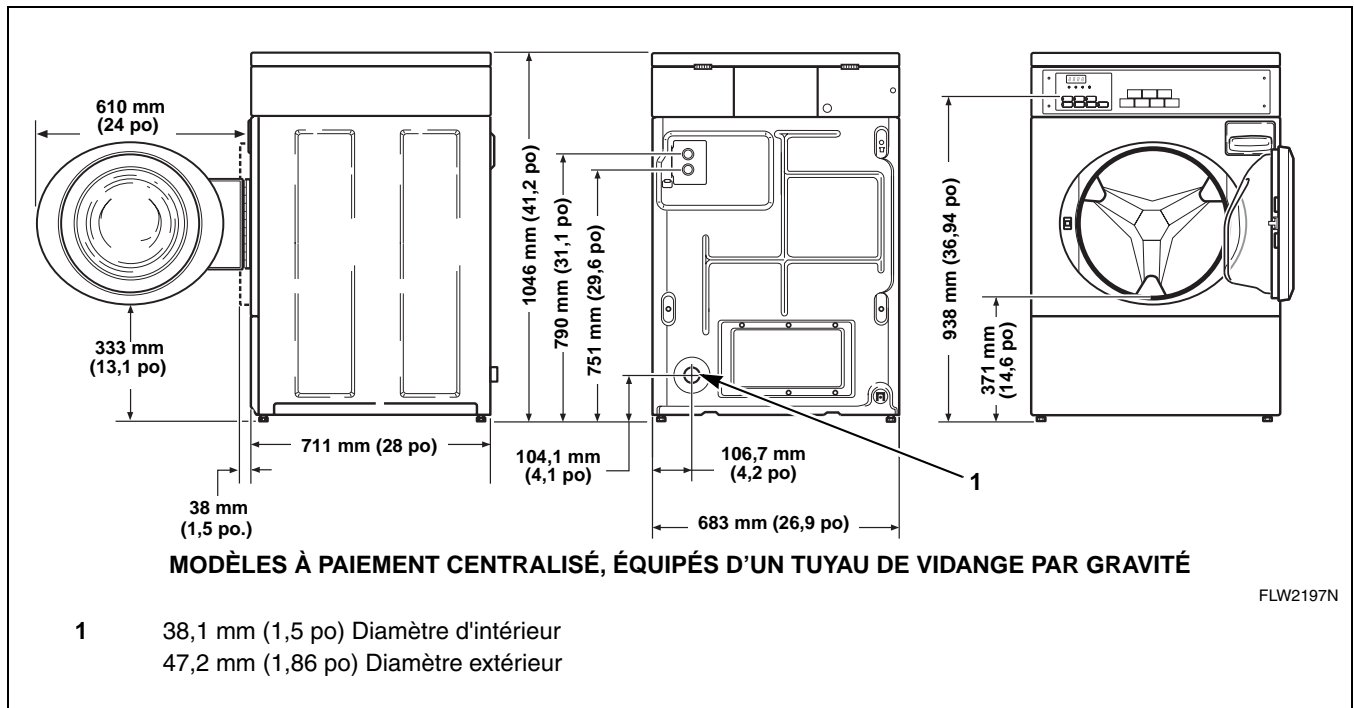 610 mm
(24 po)
333 mm
(13,1 po)
711 mm (28 po)
38 mm
(1,5 po.)
1046 mm (41,2 po)
790 mm (31,1 po)
751 mm (29,6 po)
104,1 mm
(4,1 po)
106,7 mm
(4,2 po)
683 mm (26,9 po)
1
938 mm (36,94 po)
371 mm
(14,6 po)
MODÈLES À PAIEMENT CENTRALISÉ, ÉQUIPÉS D’UN TUYAU DE VIDANGE PAR GRAVITÉ
FLW2197N
1 38,1 mm (1,5 po) Diamètre d'intérieur
47,2 mm (1,86 po) Diamètre extérieur